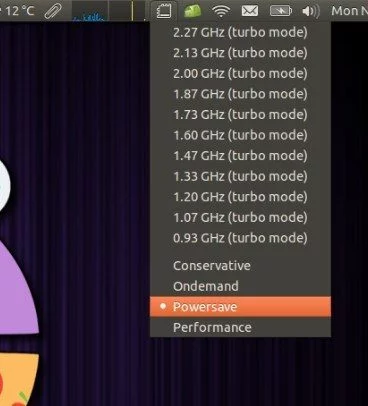 12 °C Mon N
2.27 GHz (turbo mode)
2.13 GHz (turbo mode)
2.00 GHz (turbo mode)
1.87 GHz (turbo mode)
1.73 GHz (turbo mode)
1.60 GHz (turbo mode)
1.47 GHz (turbo mode)
1.33 GHz (turbo mode)
1.20 GHz (turbo mode)
1.07 GHz (turbo mode)
0.93 GHz (turbo mode)
Conservative
Ondemand
Powersave
Performance